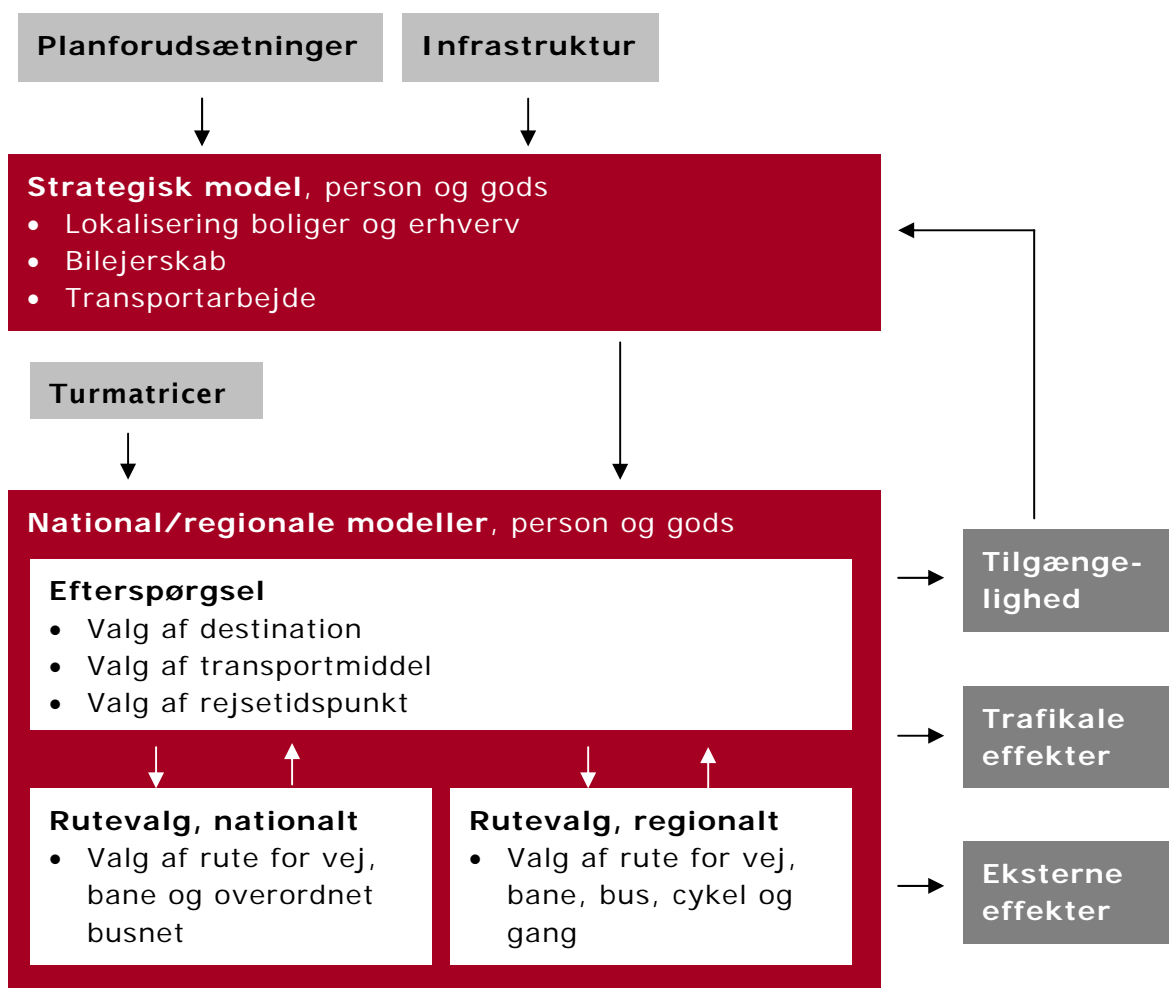 Planforudsætninger
Infrastruktur
Strategisk model, person og gods
• Lokalisering boliger og erhverv
• Bilejerskab
• Transportarbejde
Turmatricer
National/regionale modeller, person og gods
Efterspørgsel
• Valg af destination
• Valg af transportmiddel
• Valg af rejsetidspunkt
Rutevalg, nationalt
• Valg af rute for vej,
bane og overordnet
busnet
Rutevalg, regionalt
• Valg af rute for vej,
bane, bus, cykel og
gang
Tilgænge-
lighed
Trafikale
effekter
Eksterne
effekter